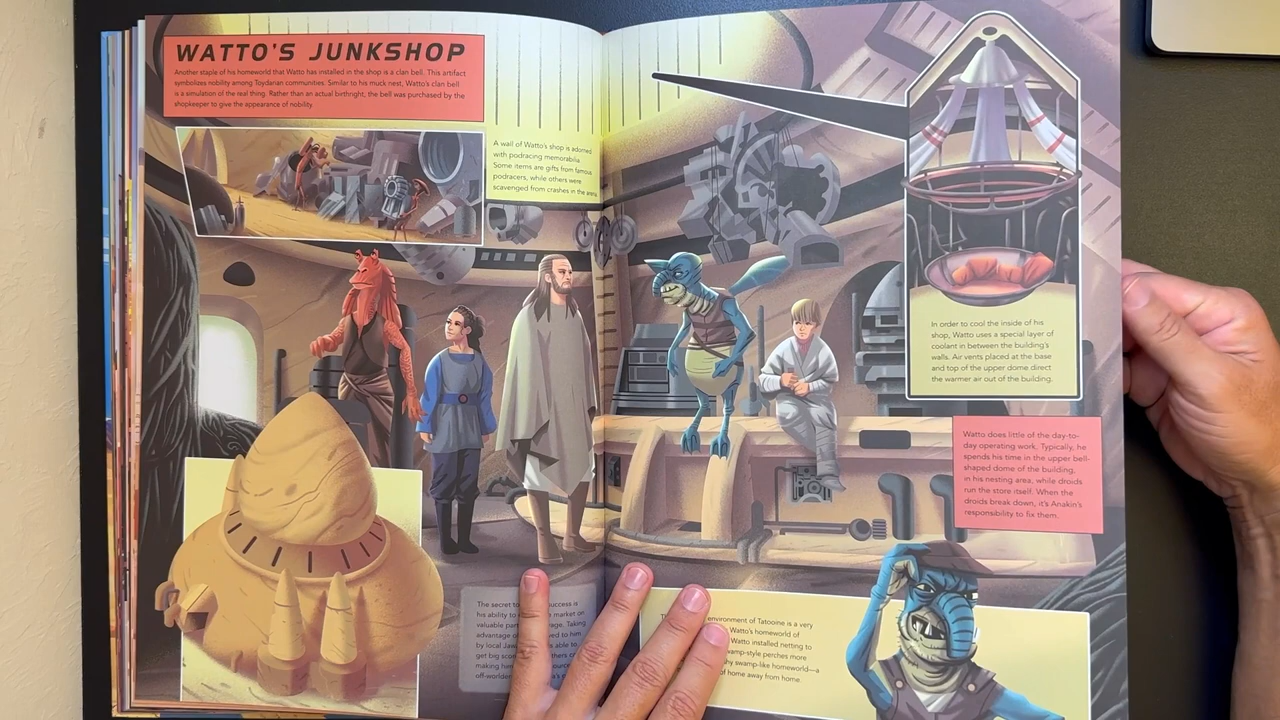 WATTO'S JUNKSHOP
Another staple of his homeworld that Watto has installed in the shop is a clan bell. This artifact
symbolizes nobility among Toydarian communities. Similar to his muck nest, Watto's clan bell
is a simulation of the real thing. Rather than an actual birthright, the bell was purchased by the
shopkeeper to give the appearance of nobility.
A wall of Watto's shop is adorned
with podracing memorabilia.
Some items are gifts from famous
podracers, while others were
scavenged from crashes in the arena.
In order to cool the inside of his
shop, Watto uses a special layer of
coolant in between the building's
walls. Air vents placed at the base
and top of the upper dome direct
the warmer air out of the building.
Watto does little of the day-to-
day operating work. Typically, he
spends his time in the upper bell-
shaped dome of the building,
in his nesting area, while droids
run the store itself. When the
droids break down, it's Anakin's
responsibility to fix them.
The secret to success is
his ability to market on
valuable
advantage to him
by local able to
get big
making
off-worlders
environment of Tatooine is a very
Watto's homeworld of
Watto installed netting to
perches more
swamp-like homeworld—a
of home away from home.